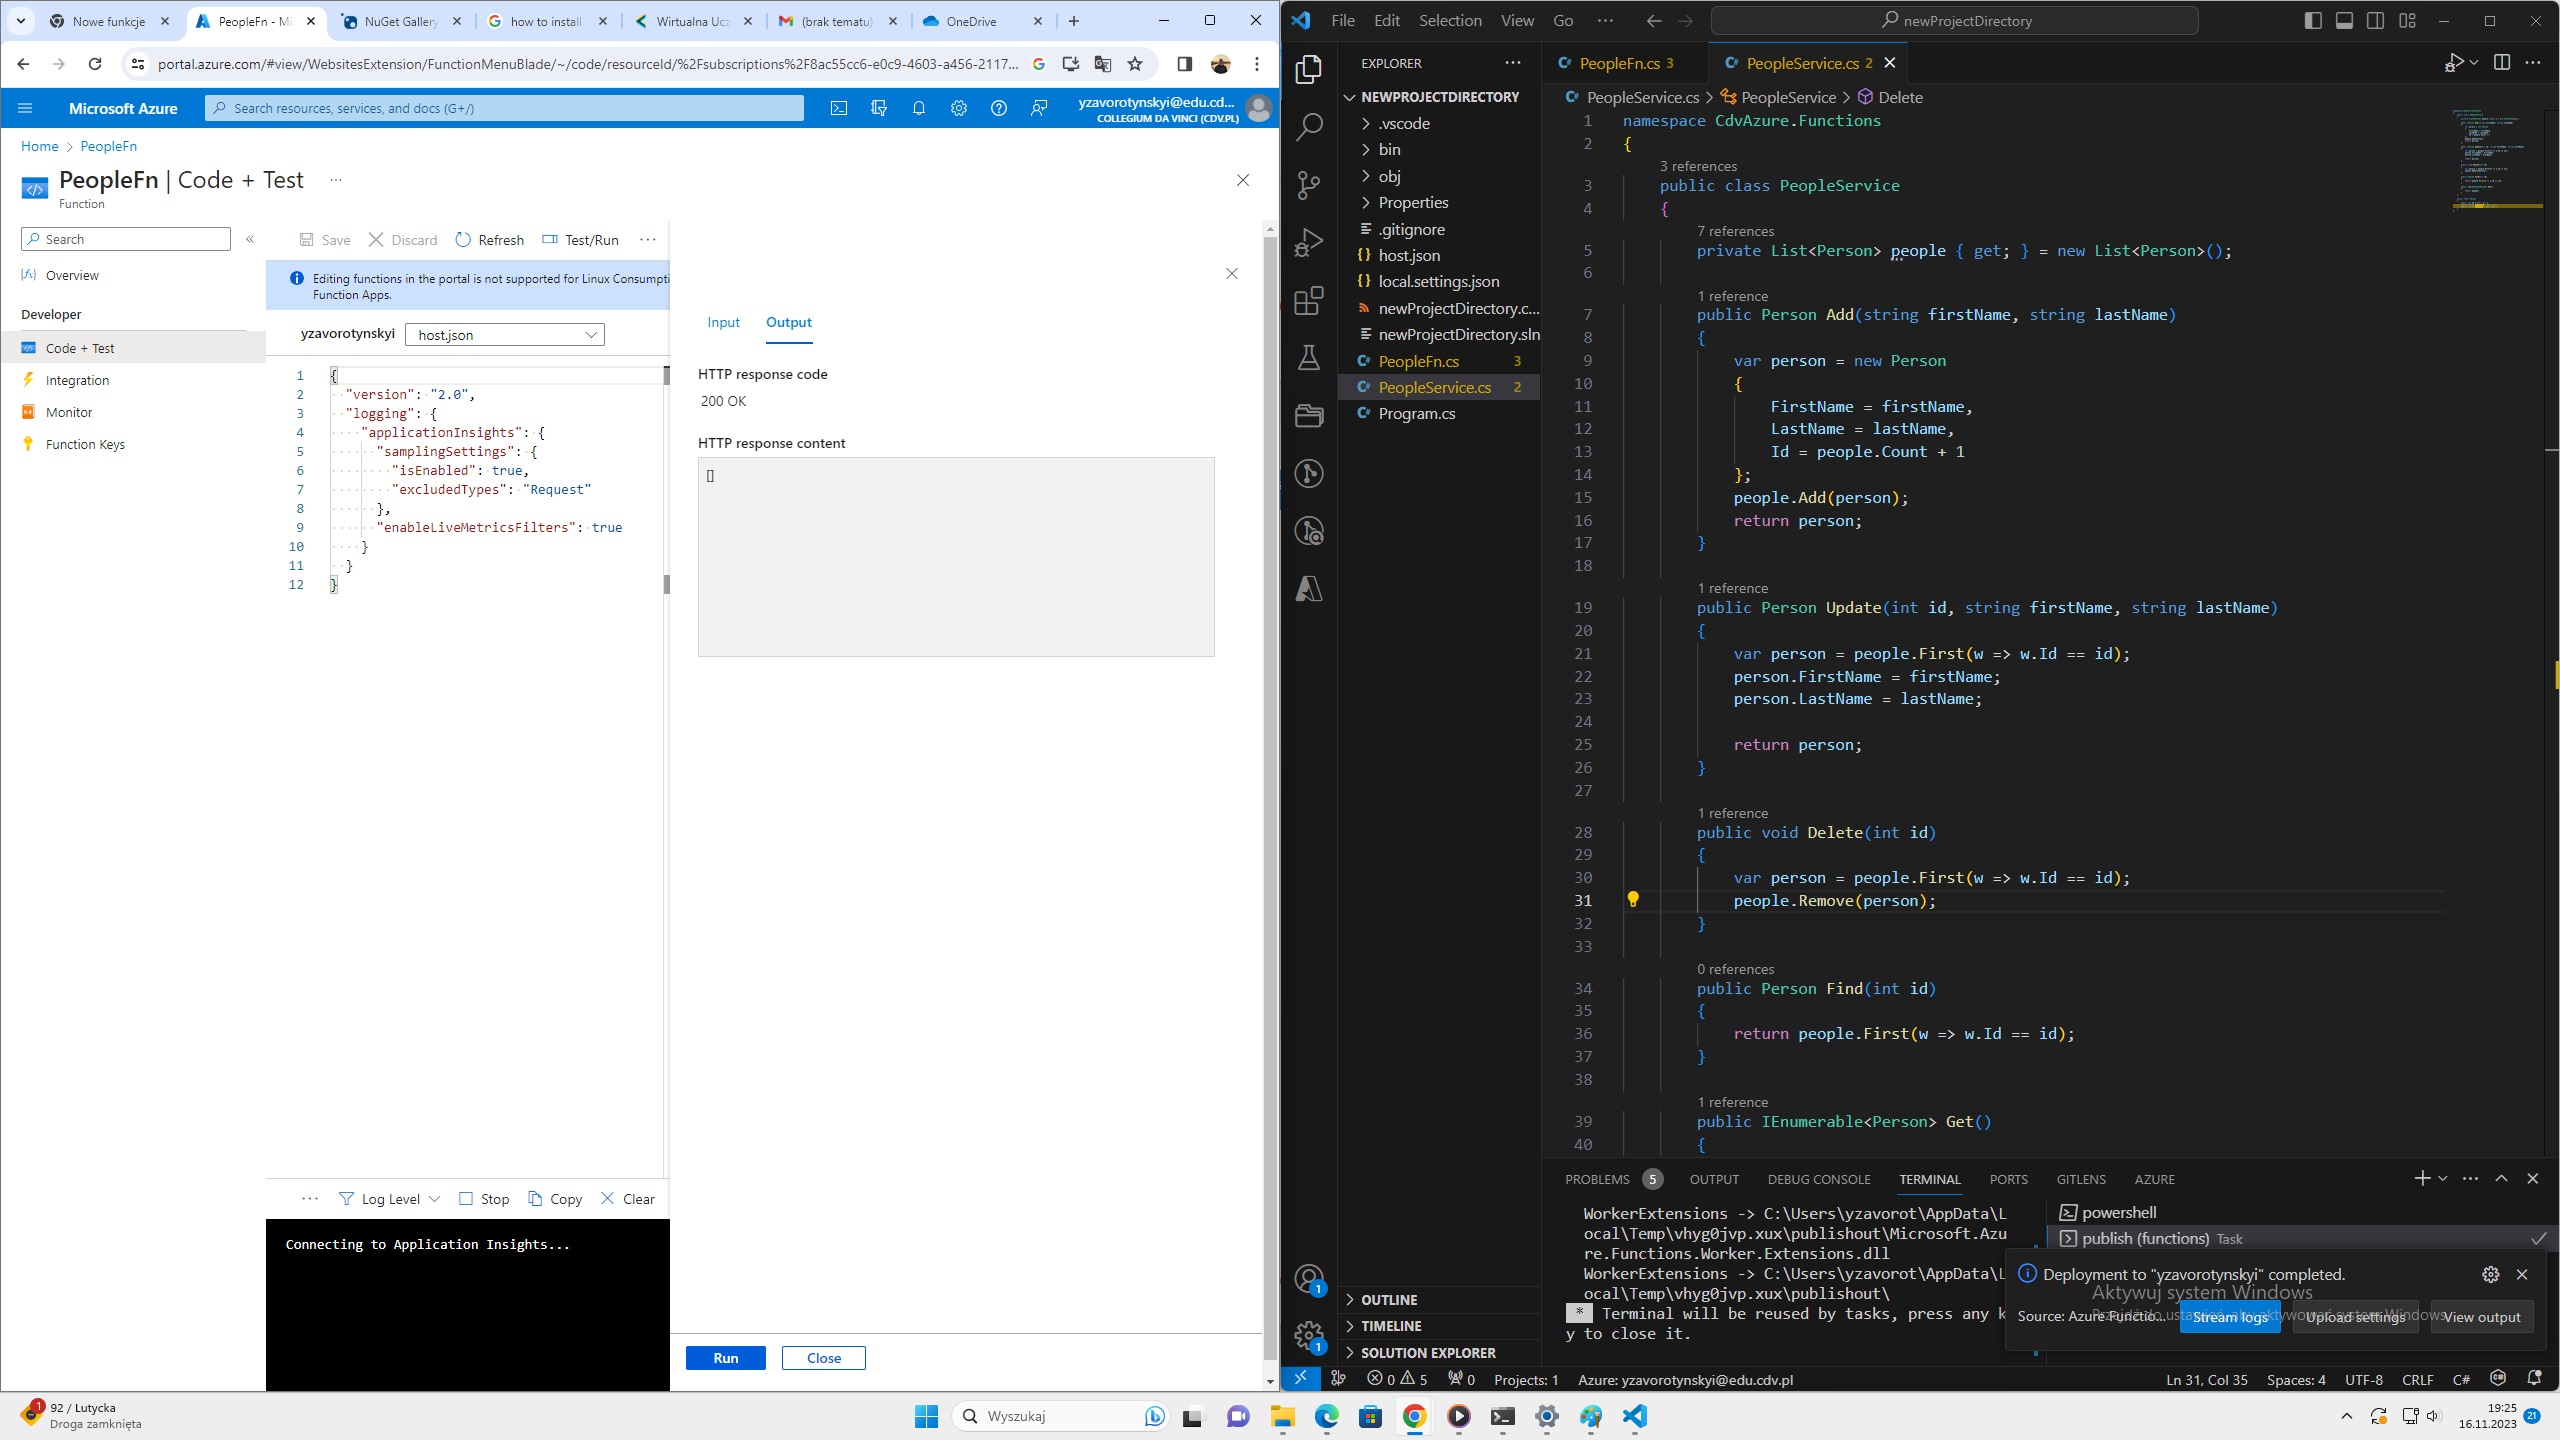 Nowe funkcje
PeopleFn - Mi
NuGet Gallery
how to install
Wirtualna Ucz
(brak tematu)
OneDrive
portal.azure.com/#view/WebsitesExtension/FunctionMenuBlade/~/code/resourceId/%2Fsubscriptions%2F8ac55cc6-e0c9-4603-a456-2117...
Microsoft Azure
Search resources, services, and docs (G+/)
yzavorotynskyi@edu.cd...
COLLEGIUM DA VINCI (CDV.PL)
Home > PeopleFn
PeopleFn | Code + Test ...
Function
Search
Overview
Developer
Code + Test
Integration
Monitor
Function Keys
Save
Discard
Refresh
Test/Run
Editing functions in the portal is not supported for Linux Consumpti
Function Apps.
yzavorotynskyi
host.json
1 {
2 "version": "2.0",
3 "logging": {
4 "applicationInsights": {
5 "samplingSettings": {
6 "isEnabled": true,
7 "excludedTypes": "Request"
8 },
9 "enableLiveMetricsFilters": true
10 }
11 }
12 }
Input
Output
HTTP response code
200 OK
HTTP response content
[]
... Log Level Stop Copy Clear
Connecting to Application Insights...
Run
Close
File Edit Selection View Go ...
newProjectDirectory
EXPLORER
NEWPROJECTDIRECTORY
.vscode
bin
obj
Properties
.gitignore
host.json
local.settings.json
newProjectDirectory.c...
newProjectDirectory.sln
PeopleFn.cs 3
PeopleService.cs 2
Program.cs
OUTLINE
TIMELINE
SOLUTION EXPLORER
PeopleFn.cs 3
PeopleService.cs 2
PeopleService.cs > PeopleService > Delete
1 namespace CdvAzure.Functions
2 {
3 references
3 public class PeopleService
4 {
7 references
5 private List<Person> people { get; } = new List<Person>();
6
1 reference
7 public Person Add(string firstName, string lastName)
8 {
9 var person = new Person
10 {
11 FirstName = firstName,
12 LastName = lastName,
13 Id = people.Count + 1
14 };
15 people.Add(person);
16 return person;
17 }
18
1 reference
19 public Person Update(int id, string firstName, string lastName)
20 {
21 var person = people.First(w => w.Id == id);
22 person.FirstName = firstName;
23 person.LastName = lastName;
24
25 return person;
26 }
27
1 reference
28 public void Delete(int id)
29 {
30 var person = people.First(w => w.Id == id);
31 people.Remove(person);
32 }
33
0 references
34 public Person Find(int id)
35 {
36 return people.First(w => w.Id == id);
37 }
38
1 reference
39 public IEnumerable<Person> Get()
40 {
PROBLEMS 5 OUTPUT DEBUG CONSOLE TERMINAL PORTS GITLENS AZURE
WorkerExtensions -> C:\Users\yzavorot\AppData\L
ocal\Temp\vhyg0jvp.xux\publishout\Microsoft.Azu
re.Functions.Worker.Extensions.dll
WorkerExtensions -> C:\Users\yzavorot\AppData\L
ocal\Temp\vhyg0jvp.xux\publishout\
* Terminal will be reused by tasks, press any k
y to close it.
powershell
publish (functions) Task
Deployment to "yzavorotynskyi" completed.
Aktywuj system Windows
Przejdź do ustawień, aby aktywować system Windows.
Source: Azure Functio...
Stream logs
Upload settings
View output
0 5 0 Projects: 1 Azure: yzavorotynskyi@edu.cdv.pl
Ln 31, Col 35 Spaces: 4 UTF-8 CRLF C#
1
1
1
92 / Lutycka
Droga zamknięta
Wyszukaj
19:25
16.11.2023
21